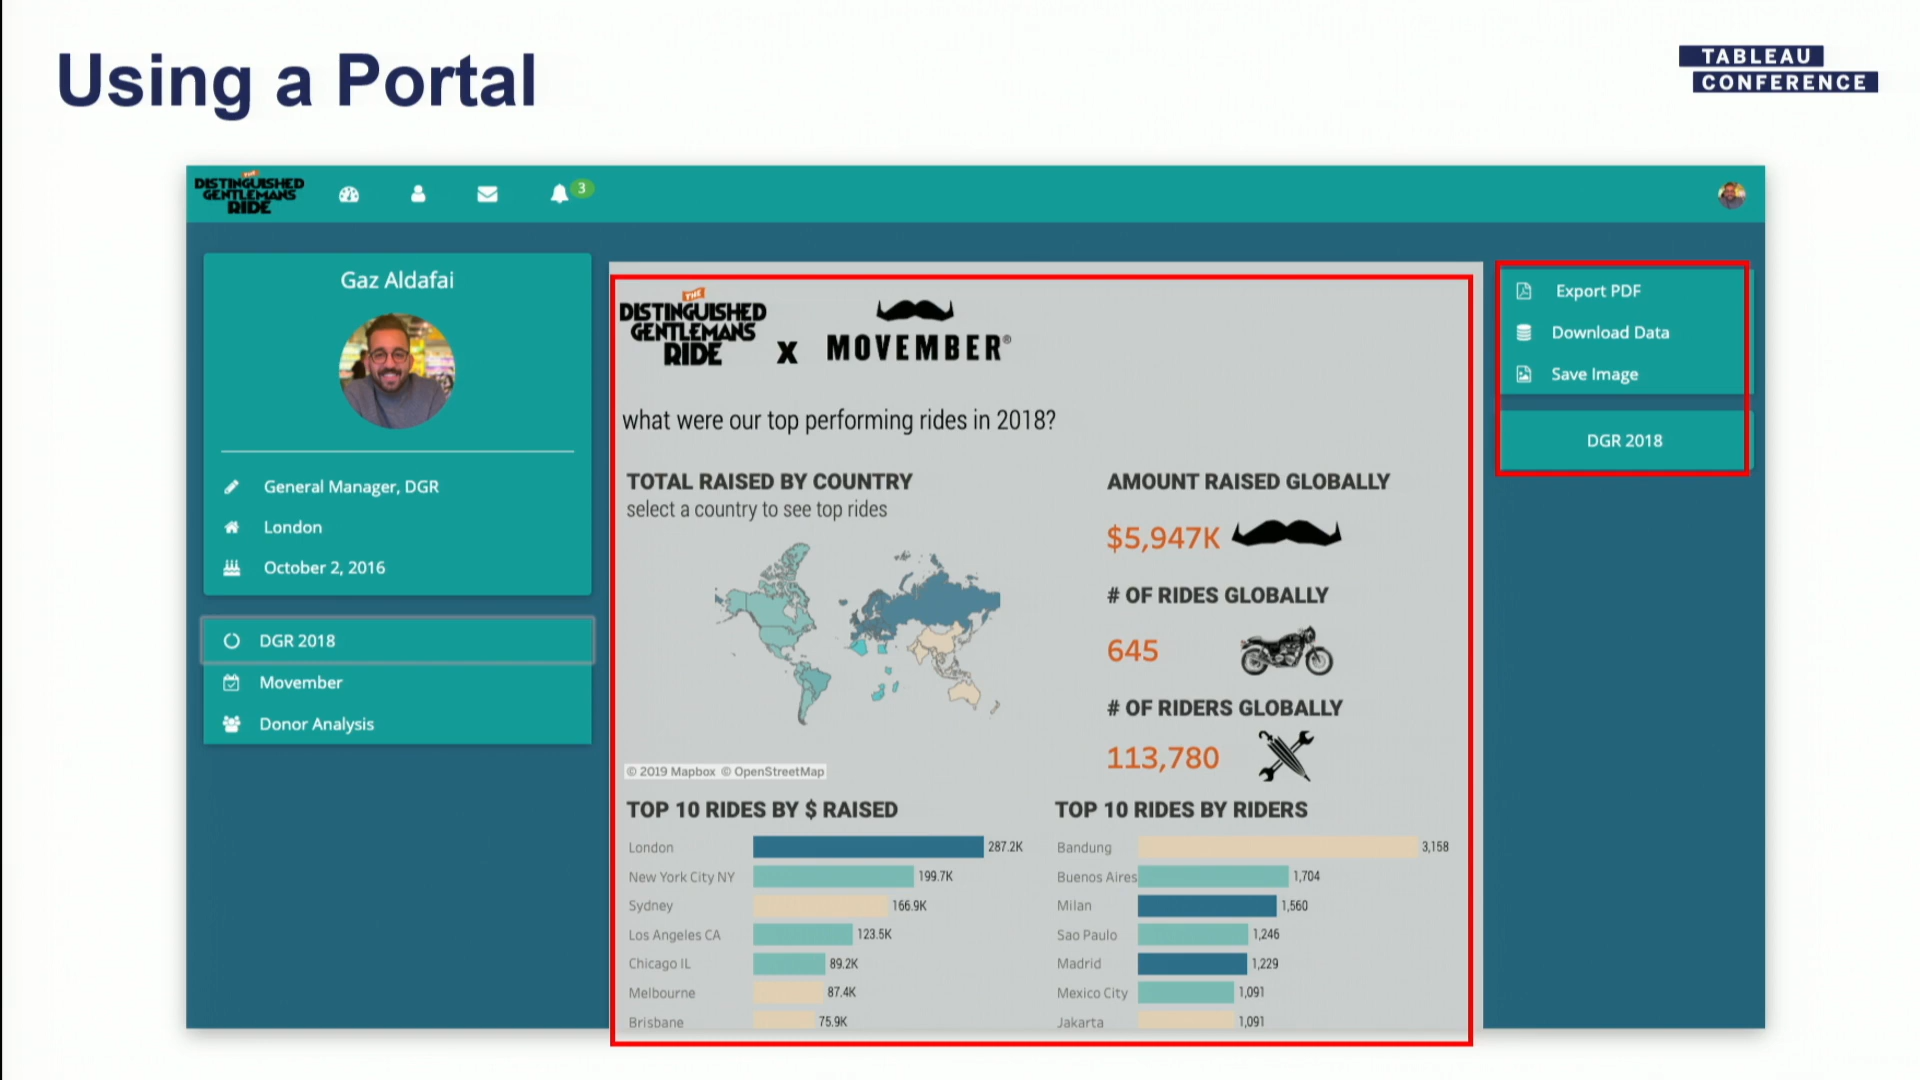 Using a Portal
TABLEAU
CONFERENCE
THE
DISTINGUISHED
GENTLEMANS
RIDE
3
Gaz Aldafai
General Manager, DGR
London
October 2, 2016
DGR 2018
Movember
Donor Analysis
THE
DISTINGUISHED
GENTLEMANS
RIDE
X
MOVEMBER®
what were our top performing rides in 2018?
TOTAL RAISED BY COUNTRY
select a country to see top rides
© 2019 Mapbox © OpenStreetMap
AMOUNT RAISED GLOBALLY
$5,947K
# OF RIDES GLOBALLY
645
# OF RIDERS GLOBALLY
113,780
TOP 10 RIDES BY $ RAISED
London 287.2K
New York City NY 199.7K
Sydney 166.9K
Los Angeles CA 123.5K
Chicago IL 89.2K
Melbourne 87.4K
Brisbane 75.9K
TOP 10 RIDES BY RIDERS
Bandung 3,158
Buenos Aires 1,704
Milan 1,560
Sao Paulo 1,246
Madrid 1,229
Mexico City 1,091
Jakarta 1,091
Export PDF
Download Data
Save Image
DGR 2018